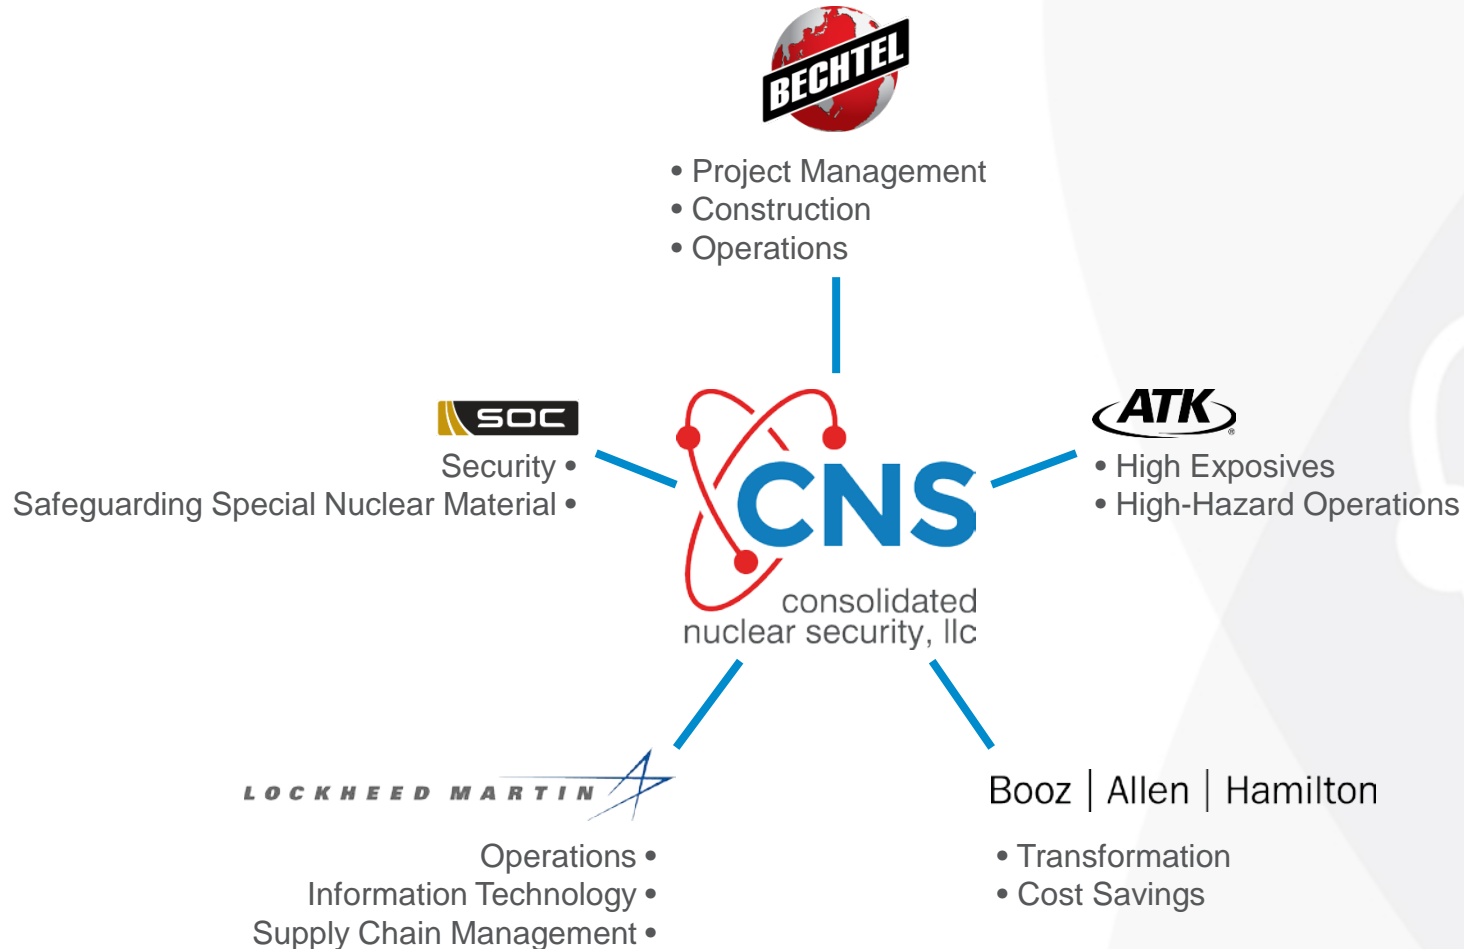 BECHTEL
• Project Management
• Construction
• Operations
SOC
Security •
Safeguarding Special Nuclear Material •
ATK
®
• High Exposives
• High-Hazard Operations
CNS
consolidated
nuclear security, llc
LOCKHEED MARTIN
Operations •
Information Technology •
Supply Chain Management •
Booz | Allen | Hamilton
• Transformation
• Cost Savings